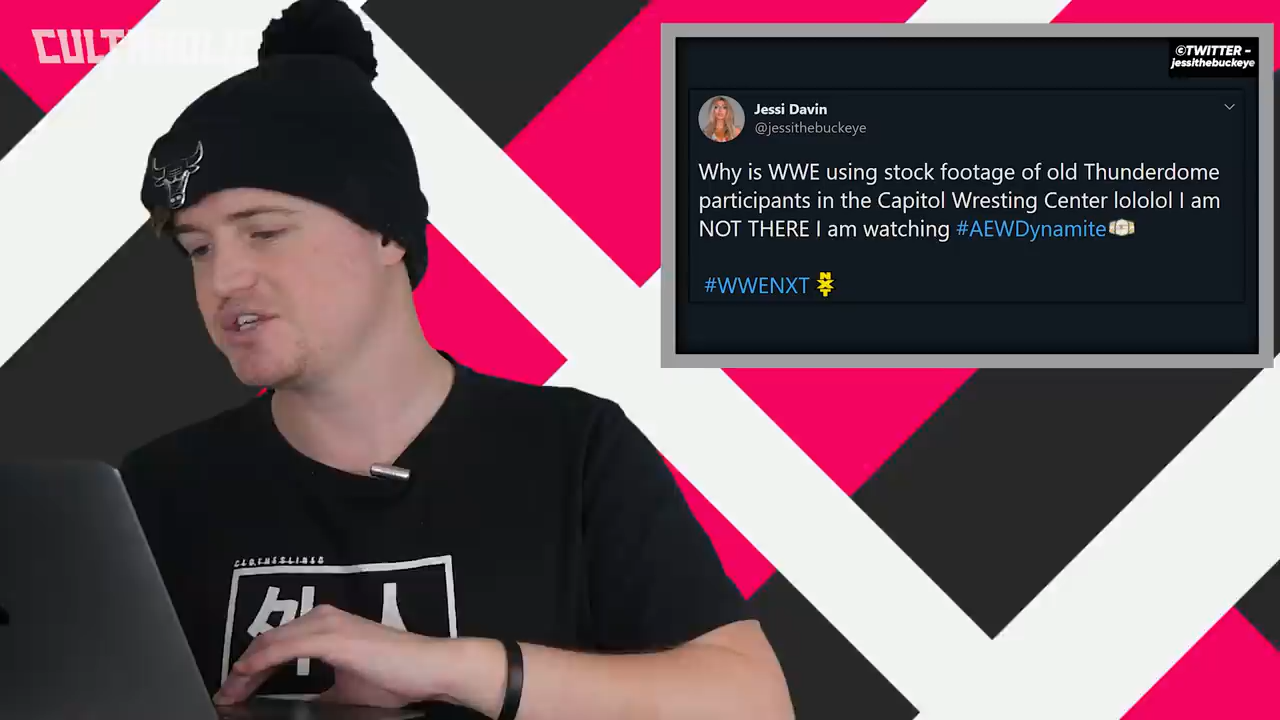 CULTAHOLIC
©TWITTER -
jessithebuckeye
Jessi Davin
@jessithebuckeye
Why is WWE using stock footage of old Thunderdome
participants in the Capitol Wresting Center lololol I am
NOT THERE I am watching #AEWDynamite
#WWENXT
NXT
CLOTHESLINED
外人